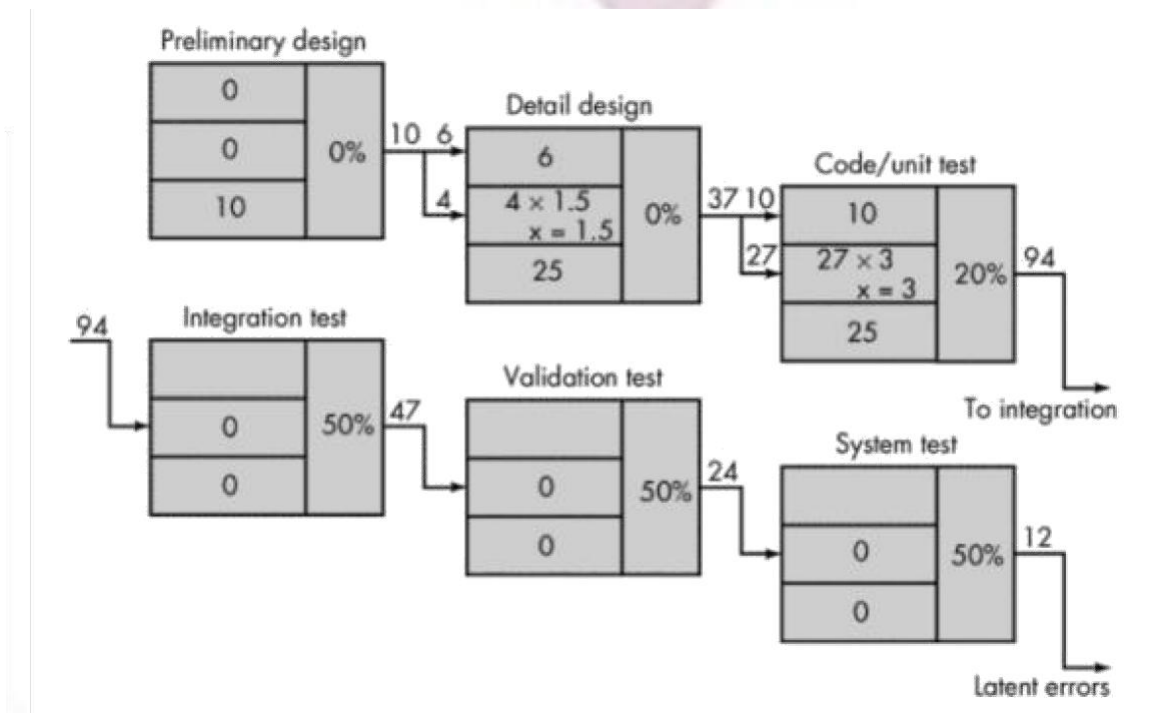 Preliminary design
0
0
10
0%
10 6
4
Detail design
6
4 × 1.5
x = 1.5
25
0%
37 10
27
Code/unit test
10
27 × 3
x = 3
25
20%
94
To integration
94
Integration test
0
0
50%
47
Validation test
0
0
50%
24
System test
0
0
50%
12
Latent errors